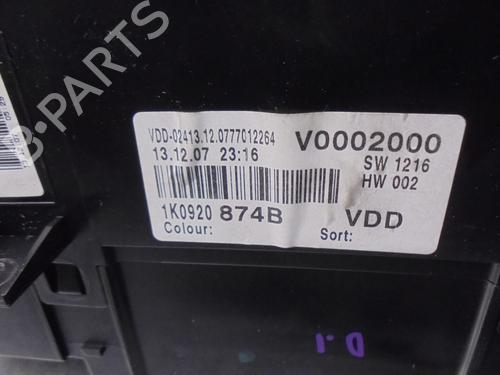 B-PARTS
VDD-02413.12.0777012264
V0002000
13.12.07 23:16
SW 1216
HW 002
1K0920 874B
VDD
Colour:
Sort:
D.1